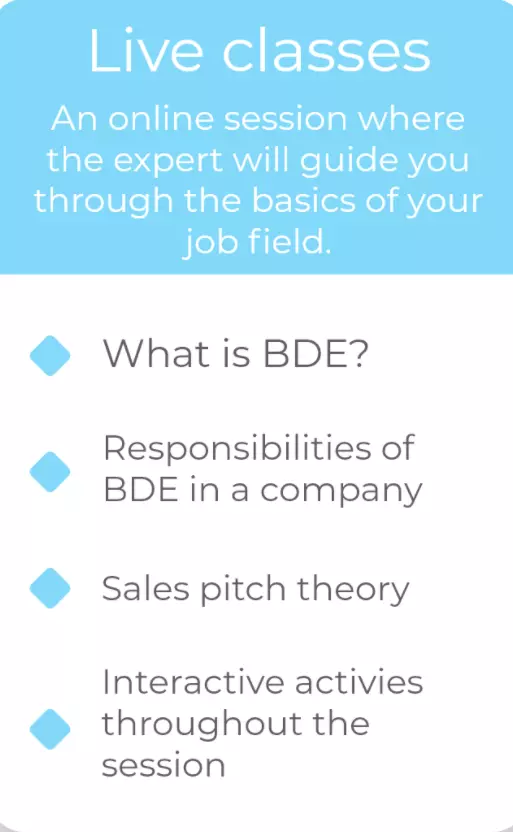 Live classes
An online session where
the expert will guide you
through the basics of your
job field.
What is BDE?
Responsibilities of
BDE in a company
Sales pitch theory
Interactive activies
throughout the
session